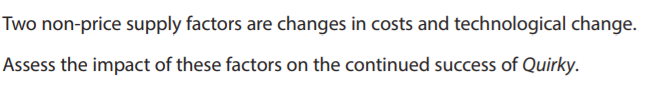 Two non-price supply factors are changes in costs and technological change.
Assess the impact of these factors on the continued success of Quirky.